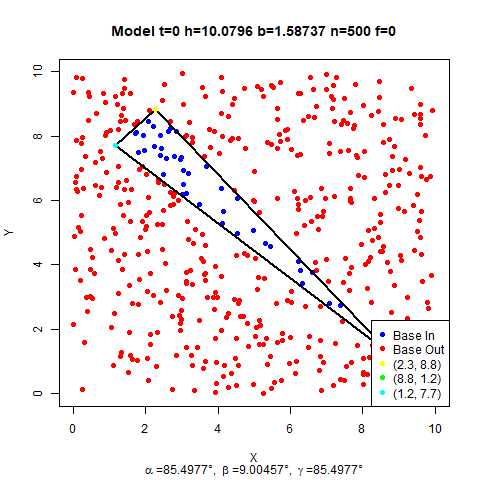 Model t=0 h=10.0796 b=1.58737 n=500 f=0
10
8
6
4
2
0
Y
Base In
Base Out
(2.3, 8.8)
(8.8, 1.2)
(1.2, 7.7)
0 2 4 6 8 10
X
α=85.4977°, β=9.00457°, γ=85.4977°